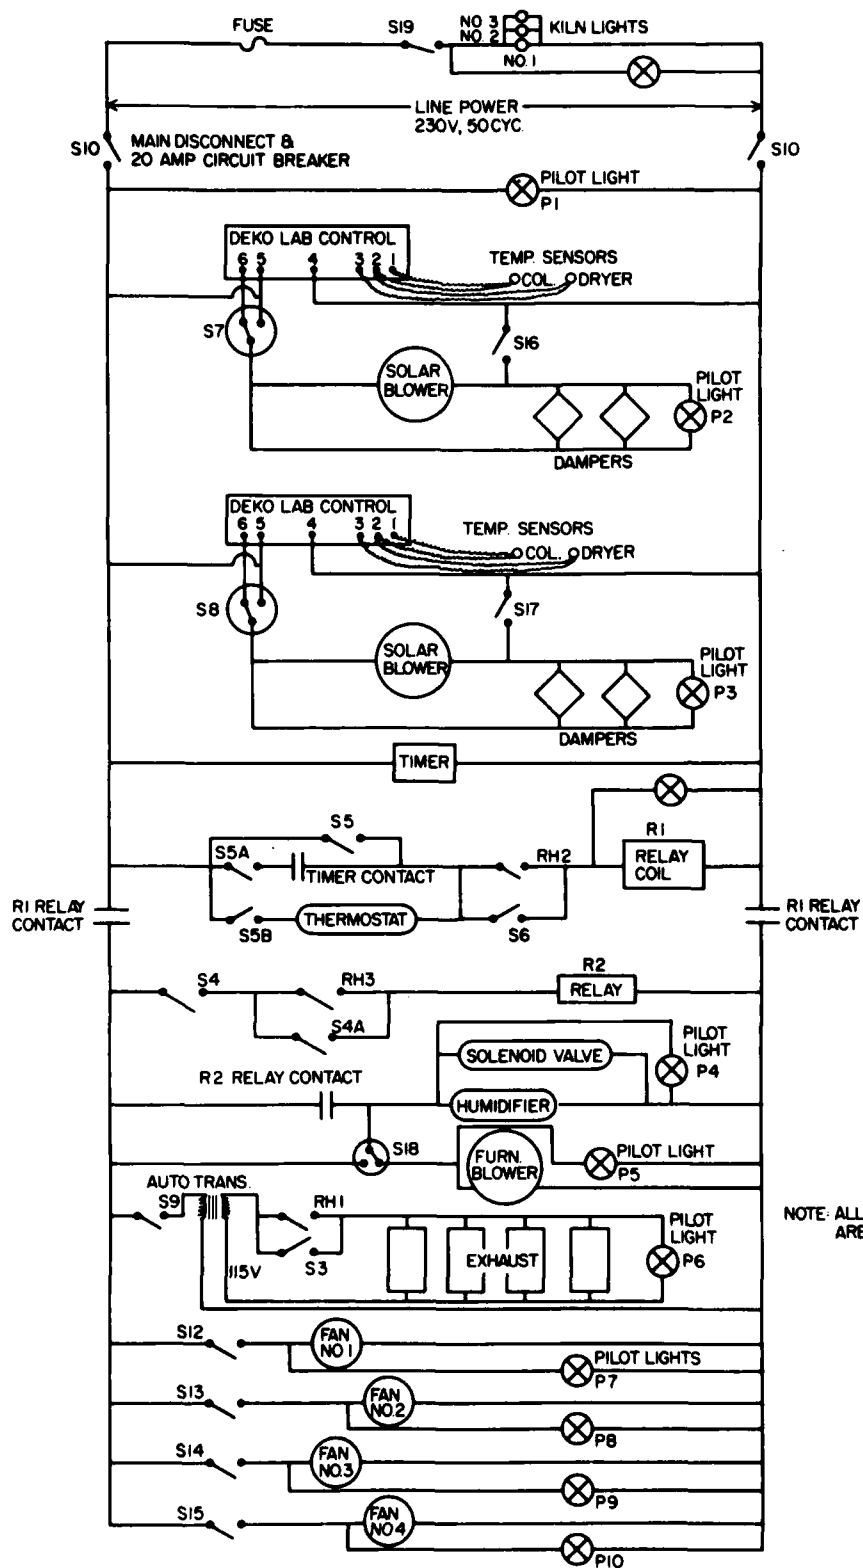 FUSE
S19
NO. 3
NO. 2
NO. 1
KILN LIGHTS
LINE POWER
230V, 50CYC.
S10
MAIN DISCONNECT &
20 AMP CIRCUIT BREAKER
S10
PILOT LIGHT
P1
DEKO LAB CONTROL
6 5 4 3 2 1
TEMP. SENSORS
COL. DRYER
S7
S16
SOLAR
BLOWER
PILOT
LIGHT
P2
DAMPERS
DEKO LAB CONTROL
6 5 4 3 2 1
TEMP. SENSORS
COL. DRYER
S8
S17
SOLAR
BLOWER
PILOT
LIGHT
P3
DAMPERS
TIMER
S5
S5A
TIMER CONTACT
RH2
R1
RELAY
COIL
R1 RELAY
CONTACT
S5B
THERMOSTAT
S6
R1 RELAY
CONTACT
S4
RH3
S4A
R2
RELAY
R2 RELAY CONTACT
SOLENOID VALVE
PILOT
LIGHT
P4
HUMIDIFIER
S18
FURN.
BLOWER
PILOT LIGHT
P5
AUTO TRANS.
S9
115V
RH1
S3
EXHAUST
PILOT
LIGHT
P6
NOTE: ALL
ARE
S12
FAN
NO.1
PILOT LIGHTS
P7
S13
FAN
NO.2
P8
S14
FAN
NO.3
P9
S15
FAN
NO4
P10